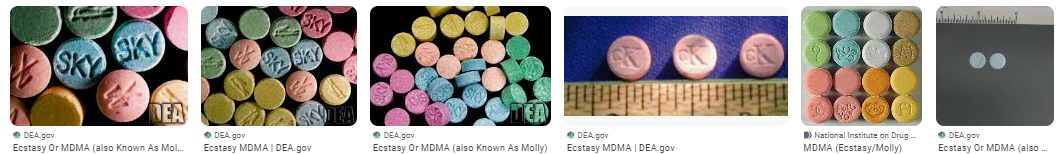 SKY
SKY
DEA
SKY
DEA
DEA
CK
CK
CK
DEA.gov
Ecstasy Or MDMA (also Known As Mol...
DEA.gov
Ecstasy MDMA | DEA.gov
DEA.gov
Ecstasy Or MDMA (also Known As Molly)
DEA.gov
Ecstasy MDMA | DEA.gov
National Institute on Drug ...
MDMA (Ecstasy/Molly)
DEA.gov
Ecstasy Or MDMA (also ...